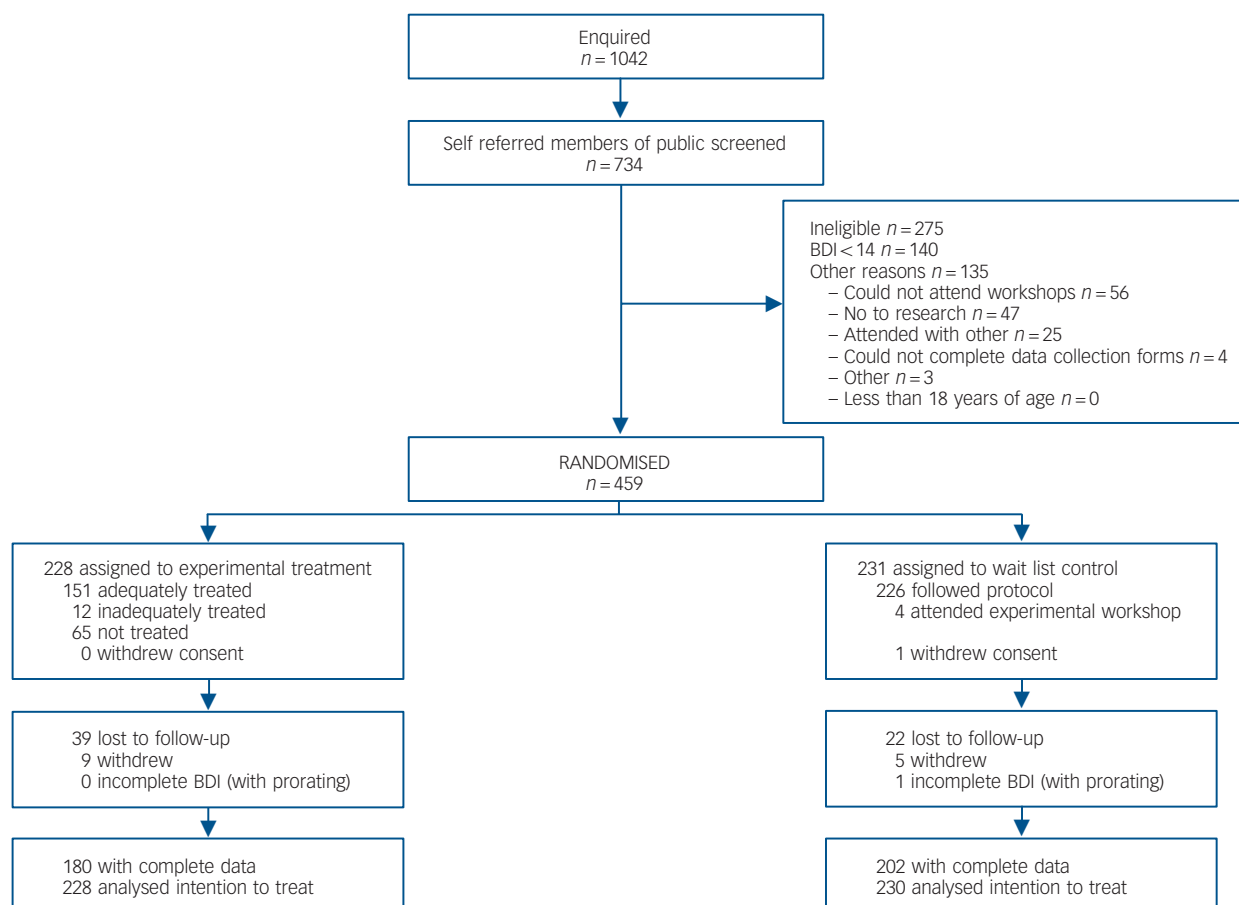 Enquired
n = 1042
Self referred members of public screened
n = 734
Ineligible n = 275
BDI < 14 n = 140
Other reasons n = 135
– Could not attend workshops n = 56
– No to research n = 47
– Attended with other n = 25
– Could not complete data collection forms n = 4
– Other n = 3
– Less than 18 years of age n = 0
RANDOMISED
n = 459
228 assigned to experimental treatment
151 adequately treated
12 inadequately treated
65 not treated
0 withdrew consent
231 assigned to wait list control
226 followed protocol
4 attended experimental workshop
1 withdrew consent
39 lost to follow-up
9 withdrew
0 incomplete BDI (with prorating)
22 lost to follow-up
5 withdrew
1 incomplete BDI (with prorating)
180 with complete data
228 analysed intention to treat
202 with complete data
230 analysed intention to treat